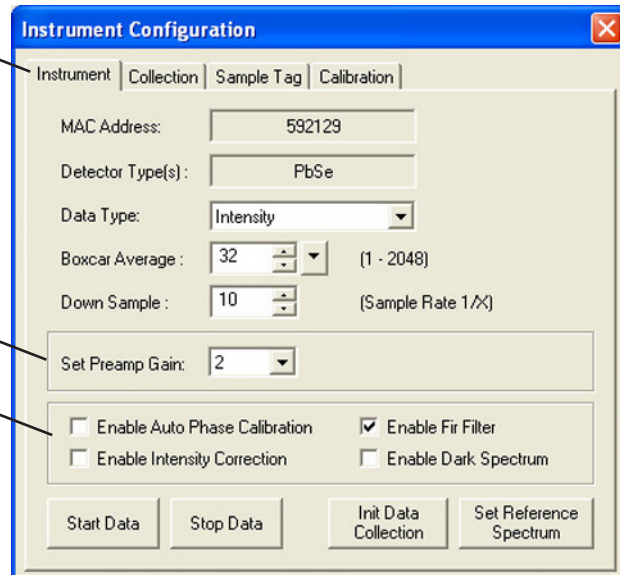 Instrument Configuration
Instrument Collection Sample Tag Calibration
MAC Address: 592129
Detector Type(s) : PbSe
Data Type: Intensity
Boxcar Average : 32 (1 - 2048)
Down Sample : 10 (Sample Rate 1/X)
Set Preamp Gain: 2
Enable Auto Phase Calibration Enable Fir Filter
Enable Intensity Correction Enable Dark Spectrum
Start Data Stop Data Init Data Collection Set Reference Spectrum